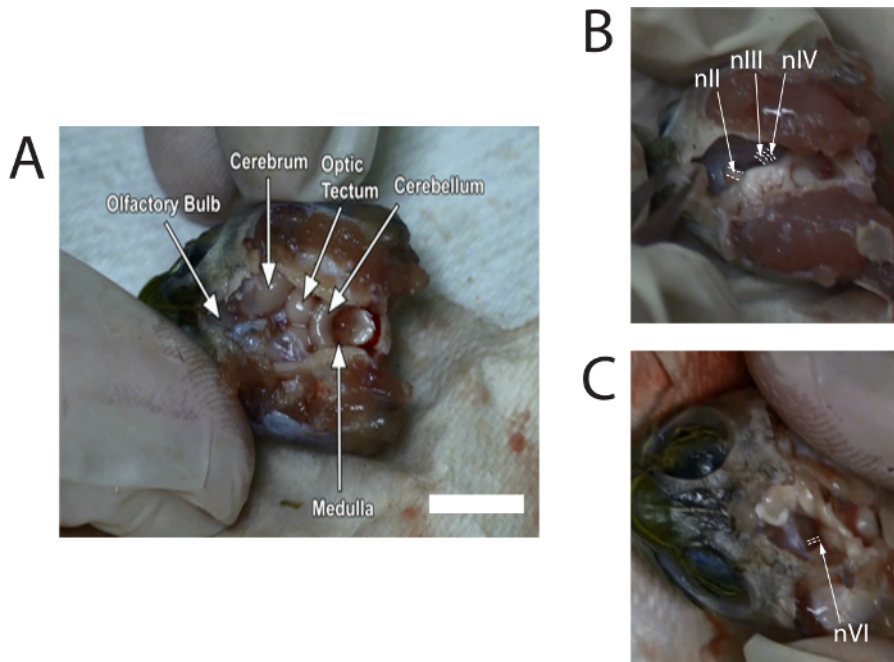 A
Cerebrum
Optic
Tectum
Cerebellum
Olfactory Bulb
Medulla
B
nII
nIII
nIV
C
nVI